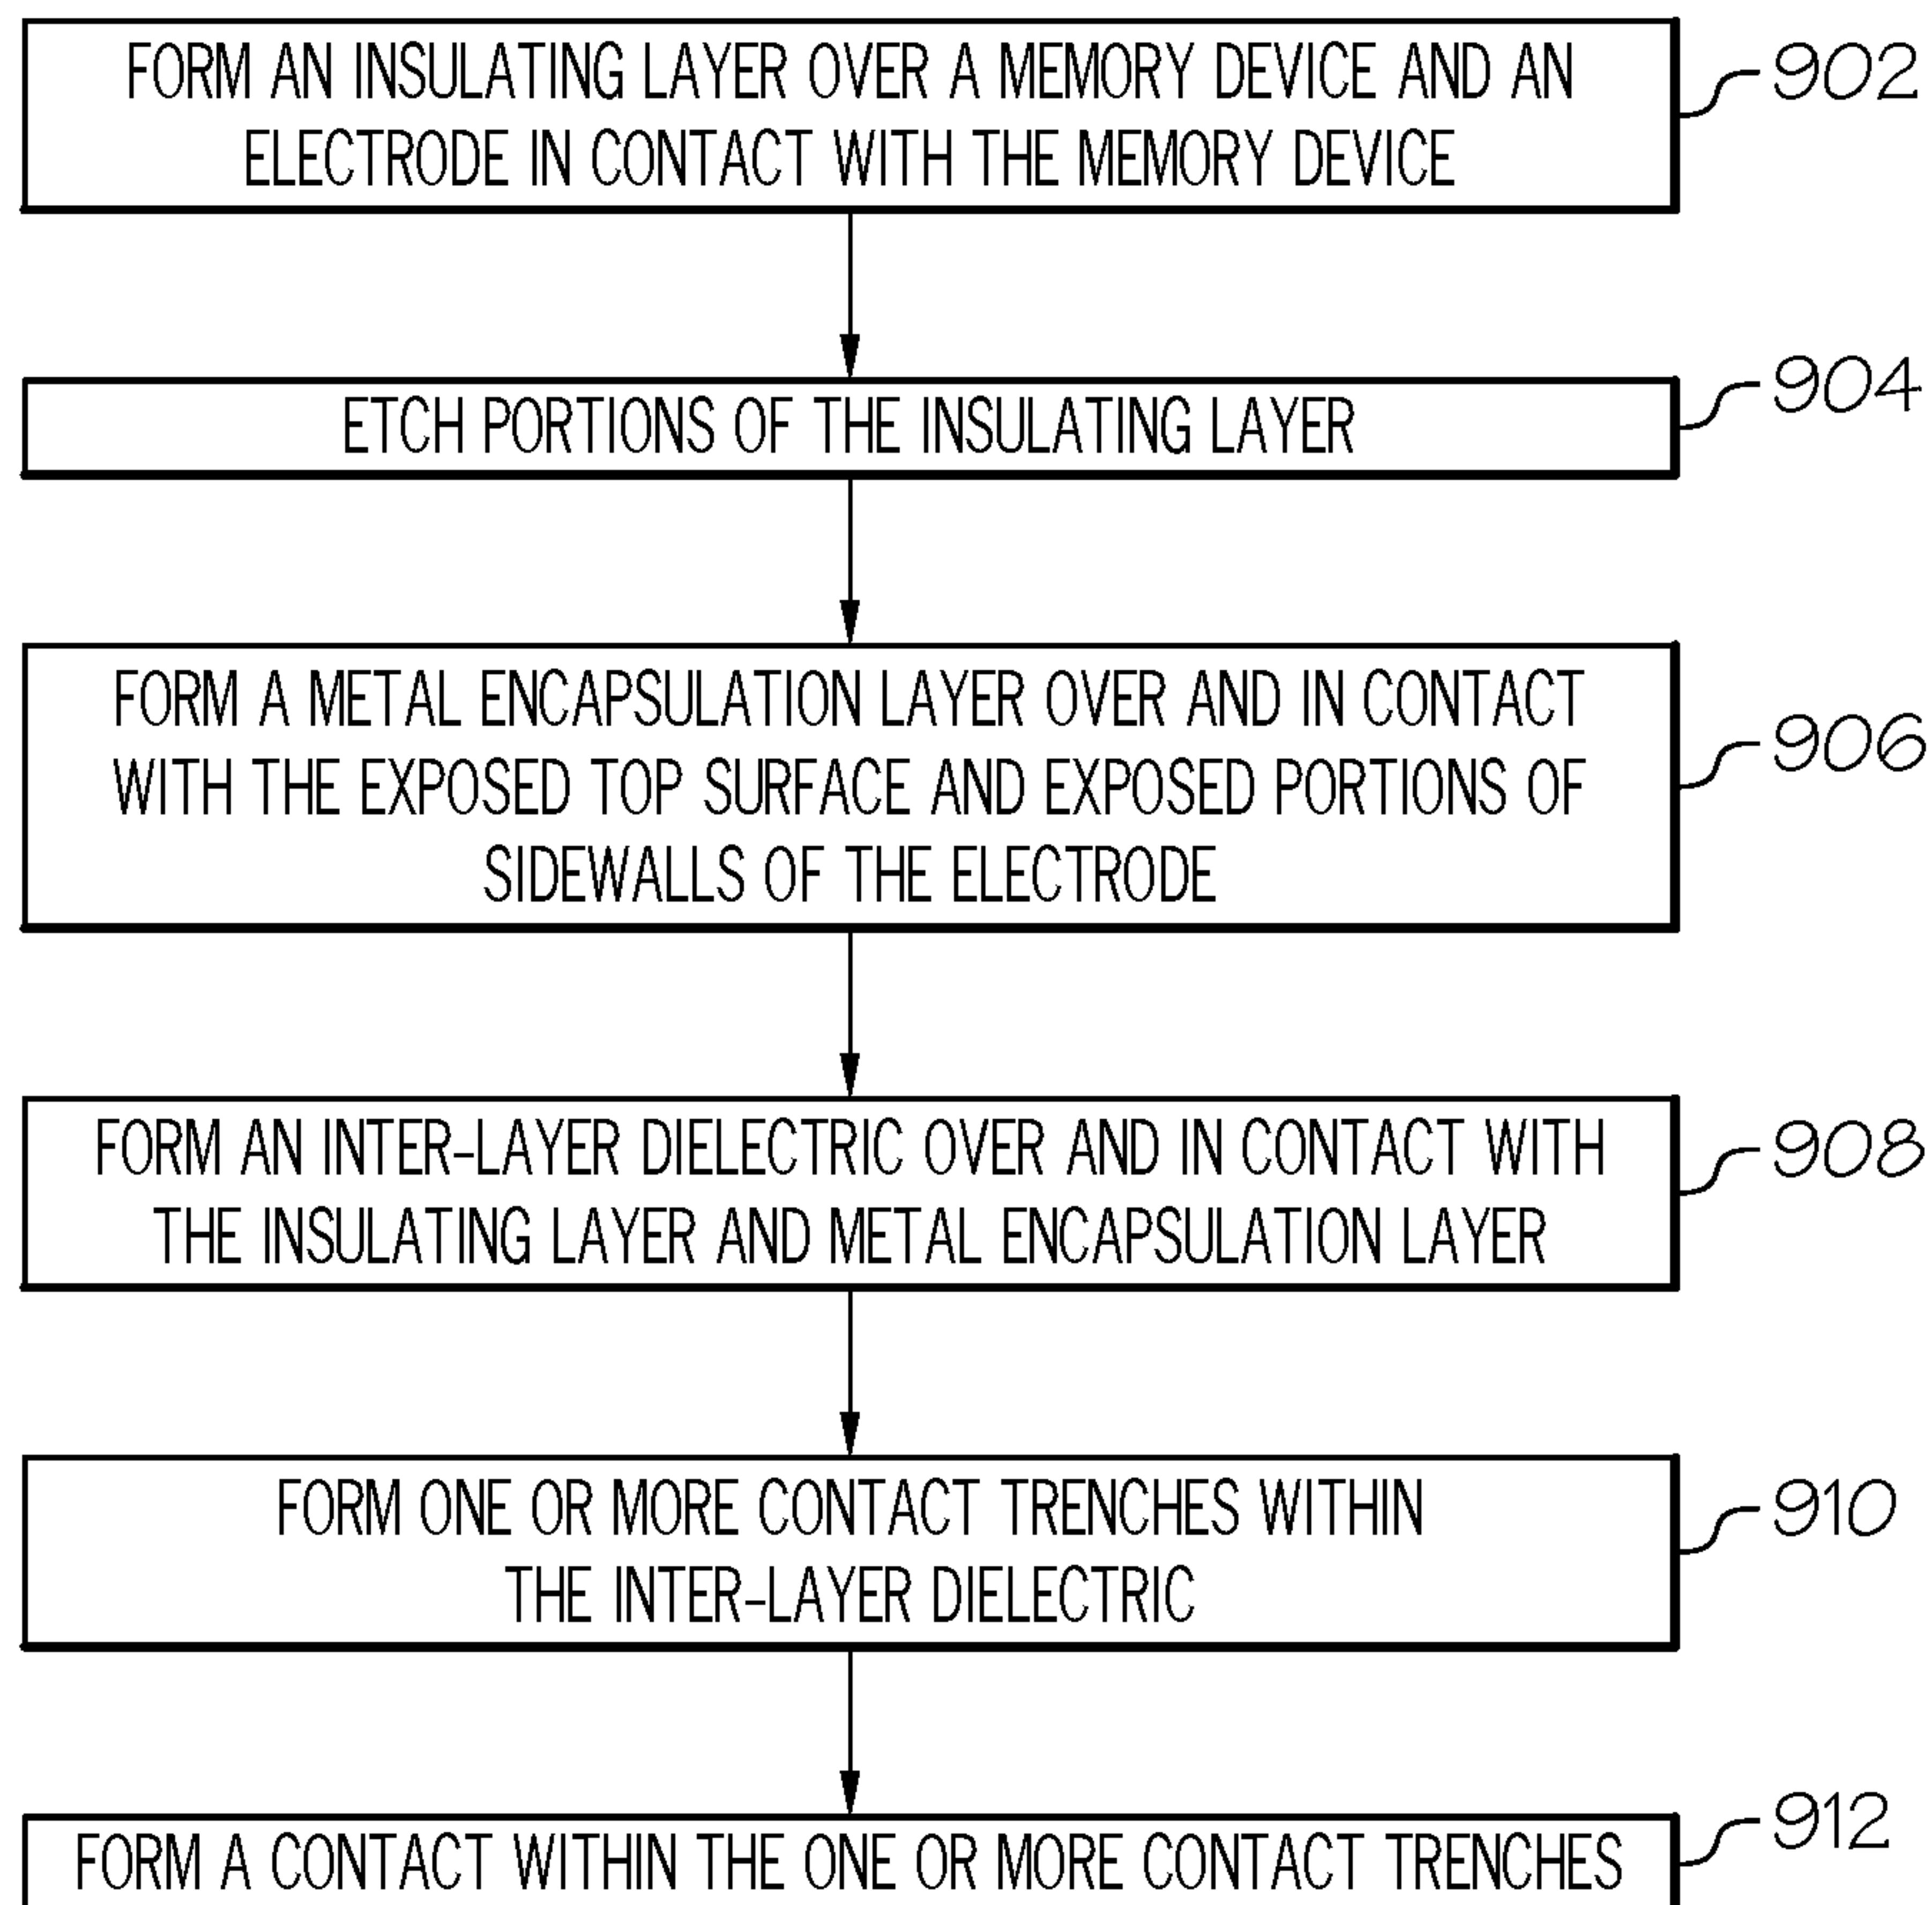 FORM AN INSULATING LAYER OVER A MEMORY DEVICE AND AN
ELECTRODE IN CONTACT WITH THE MEMORY DEVICE
902
ETCH PORTIONS OF THE INSULATING LAYER
904
FORM A METAL ENCAPSULATION LAYER OVER AND IN CONTACT
WITH THE EXPOSED TOP SURFACE AND EXPOSED PORTIONS OF
SIDEWALLS OF THE ELECTRODE
906
FORM AN INTER-LAYER DIELECTRIC OVER AND IN CONTACT WITH
THE INSULATING LAYER AND METAL ENCAPSULATION LAYER
908
FORM ONE OR MORE CONTACT TRENCHES WITHIN
THE INTER-LAYER DIELECTRIC
910
FORM A CONTACT WITHIN THE ONE OR MORE CONTACT TRENCHES
912